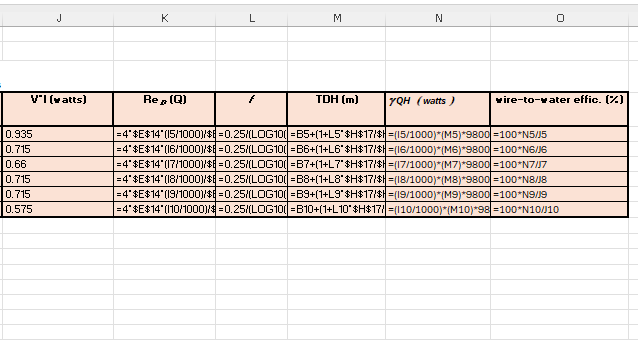 J K L M N O
V*I (watts) Re D (Q) f TDH (m) γQH ( watts ) wire-to-water effic. (%)
0.935 =4*$E$14*(I5/1000)/$E =0.25/(LOG10( =B5+(1+L5*$H$17/$H =(I5/1000)*(M5)*9800 =100*N5/J5
0.715 =4*$E$14*(I6/1000)/$E =0.25/(LOG10( =B6+(1+L6*$H$17/$H =(I6/1000)*(M6)*9800 =100*N6/J6
0.66 =4*$E$14*(I7/1000)/$E =0.25/(LOG10( =B7+(1+L7*$H$17/$H =(I7/1000)*(M7)*9800 =100*N7/J7
0.715 =4*$E$14*(I8/1000)/$E =0.25/(LOG10( =B8+(1+L8*$H$17/$H =(I8/1000)*(M8)*9800 =100*N8/J8
0.715 =4*$E$14*(I9/1000)/$E =0.25/(LOG10( =B9+(1+L9*$H$17/$H =(I9/1000)*(M9)*9800 =100*N9/J9
0.575 =4*$E$14*(I10/1000)/$ =0.25/(LOG10( =B10+(1+L10*$H$17/ =(I10/1000)*(M10)*98 =100*N10/J10